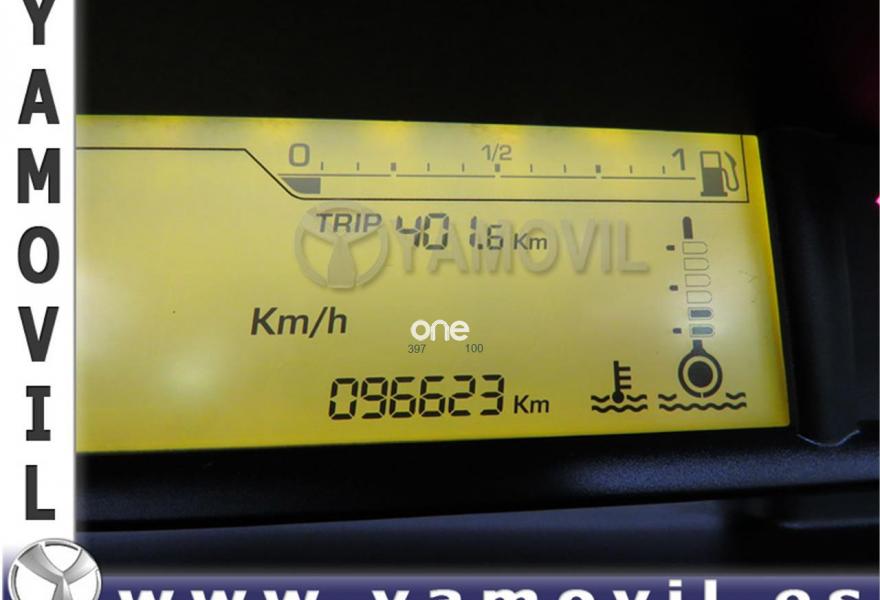 YAMOVIL
0 1/2 1
TRIP 401.6 Km
YAMOVIL
Km/h
one
397 100
096623 Km
www.yamovil.es